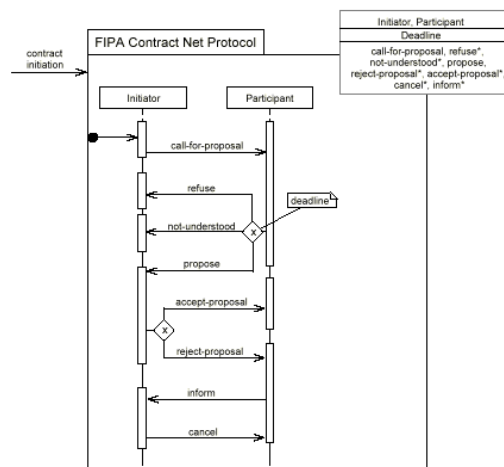 Initiator, Participant
Deadline
call-for-proposal, refuse*,
not-understood*, propose,
reject-proposal*, accept-proposal*,
cancel*, inform*
FIPA Contract Net Protocol
contract
initiation
Initiator
Participant
call-for-proposal
refuse
deadline
not-understood
x
propose
accept-proposal
x
reject-proposal
inform
cancel